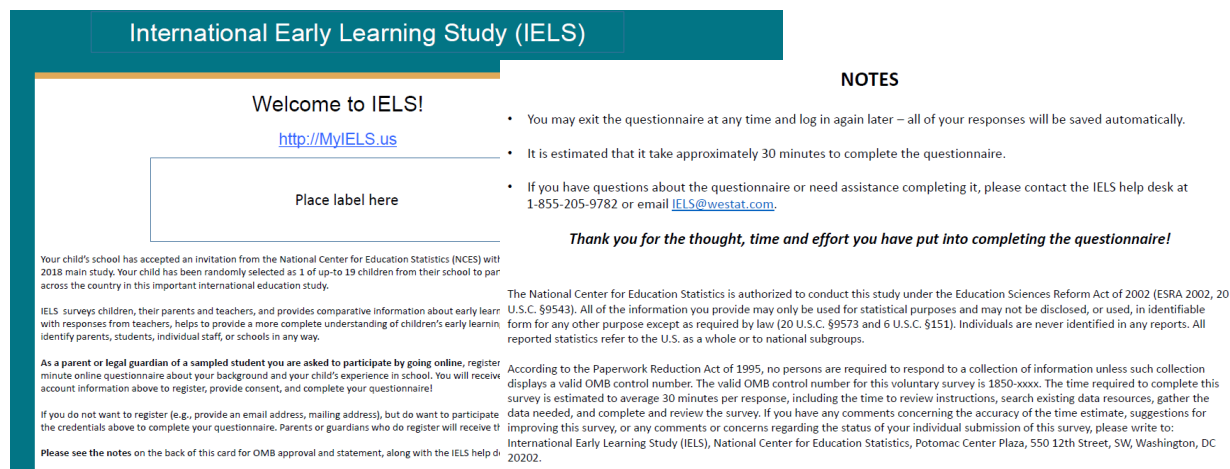 International Early Learning Study (IELS)
Welcome to IELS!
http://MyIELS.us
Place label here
Your child's school has accepted an invitation from the National Center for Education Statistics (NCES) with
2018 main study. Your child has been randomly selected as 1 of up-to 19 children from their school to par
across the country in this important international education study.
IELS surveys children, their parents and teachers, and provides comparative information about early learn
with responses from teachers, helps to provide a more complete understanding of children's early learnin
identify parents, students, individual staff, or schools in any way.
As a parent or legal guardian of a sampled student you are asked to participate by going online, register
minute online questionnaire about your background and your child's experience in school. You will receive
account information above to register, provide consent, and complete your questionnaire!
If you do not want to register (e.g., provide an email address, mailing address), but do want to participate
the credentials above to complete your questionnaire. Parents or guardians who do register will receive th
Please see the notes on the back of this card for OMB approval and statement, along with the IELS help de
NOTES
• You may exit the questionnaire at any time and log in again later – all of your responses will be saved automatically.
• It is estimated that it take approximately 30 minutes to complete the questionnaire.
• If you have questions about the questionnaire or need assistance completing it, please contact the IELS help desk at
1-855-205-9782 or email IELS@westat.com.
Thank you for the thought, time and effort you have put into completing the questionnaire!
The National Center for Education Statistics is authorized to conduct this study under the Education Sciences Reform Act of 2002 (ESRA 2002, 20
U.S.C. §9543). All of the information you provide may only be used for statistical purposes and may not be disclosed, or used, in identifiable
form for any other purpose except as required by law (20 U.S.C. §9573 and 6 U.S.C. §151). Individuals are never identified in any reports. All
reported statistics refer to the U.S. as a whole or to national subgroups.
According to the Paperwork Reduction Act of 1995, no persons are required to respond to a collection of information unless such collection
displays a valid OMB control number. The valid OMB control number for this voluntary survey is 1850-xxxx. The time required to complete this
survey is estimated to average 30 minutes per response, including the time to review instructions, search existing data resources, gather the
data needed, and complete and review the survey. If you have any comments concerning the accuracy of the time estimate, suggestions for
improving this survey, or any comments or concerns regarding the status of your individual submission of this survey, please write to:
International Early Learning Study (IELS), National Center for Education Statistics, Potomac Center Plaza, 550 12th Street, SW, Washington, DC
20202.